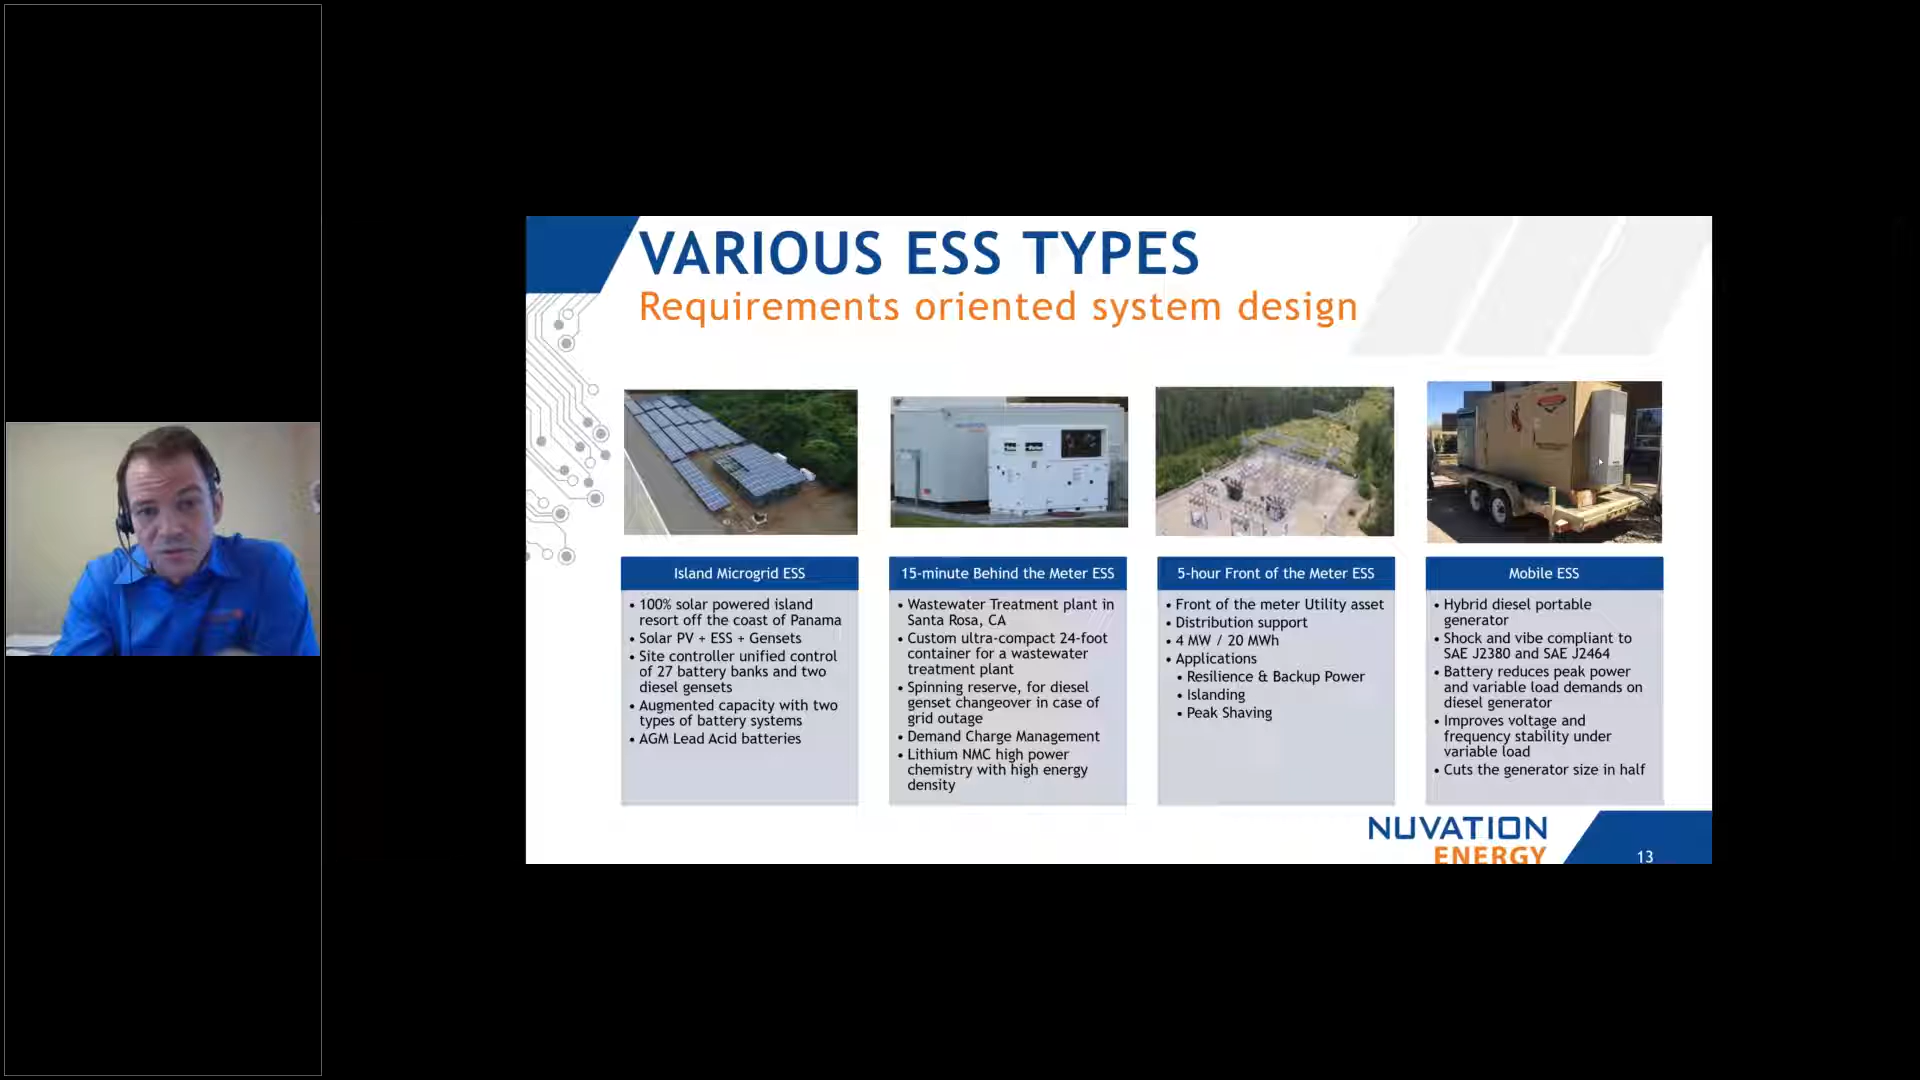 VARIOUS ESS TYPES
Requirements oriented system design
Island Microgrid ESS
• 100% solar powered island
resort off the coast of Panama
• Solar PV + ESS + Gensets
• Site controller unified control
of 27 battery banks and two
diesel gensets
• Augmented capacity with two
types of battery systems
• AGM Lead Acid batteries
15-minute Behind the Meter ESS
• Wastewater Treatment plant in
Santa Rosa, CA
• Custom ultra-compact 24-foot
container for a wastewater
treatment plant
• Spinning reserve, for diesel
genset changeover in case of
grid outage
• Demand Charge Management
• Lithium NMC high power
chemistry with high energy
density
5-hour Front of the Meter ESS
• Front of the meter Utility asset
• Distribution support
• 4 MW / 20 MWh
• Applications
• Resilience & Backup Power
• Islanding
• Peak Shaving
Mobile ESS
• Hybrid diesel portable
generator
• Shock and vibe compliant to
SAE J2380 and SAE J2464
• Battery reduces peak power
and variable load demands on
diesel generator
• Improves voltage and
frequency stability under
variable load
• Cuts the generator size in half
NUVATION
ENERGY
13